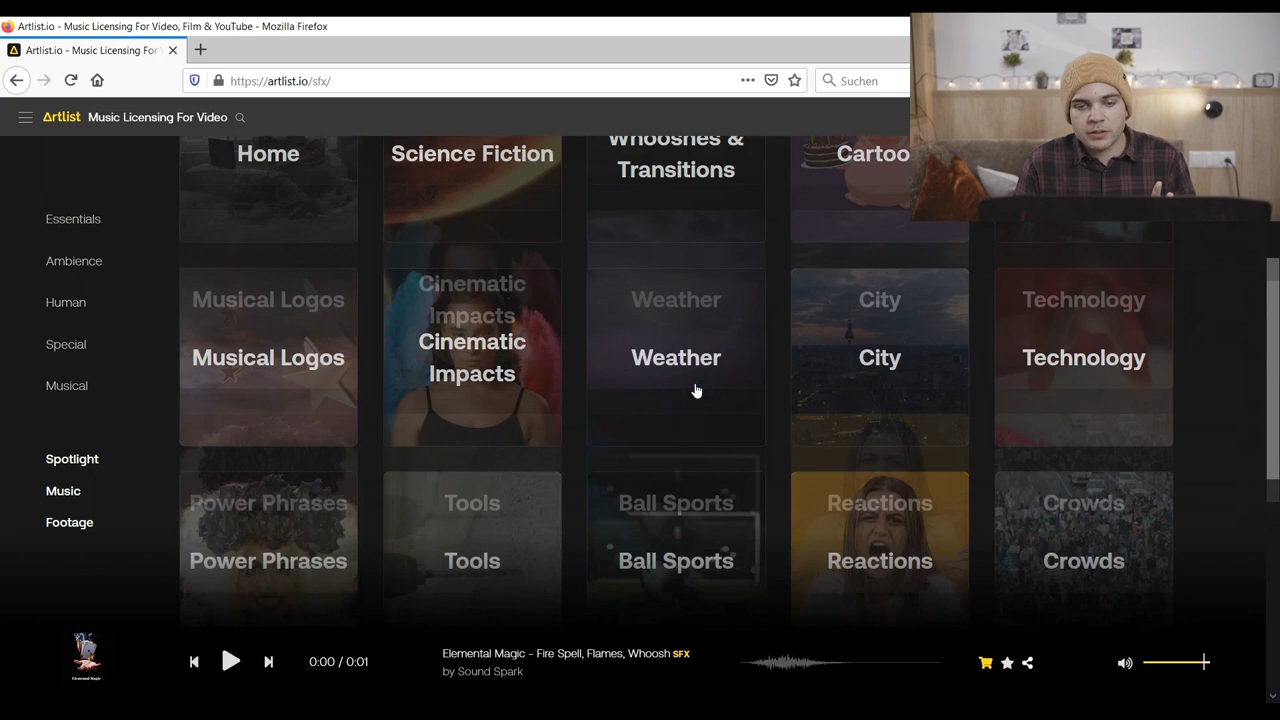 Artlist.io - Music Licensing For Video, Film & YouTube - Mozilla Firefox
Artlist.io - Music Licensing For
https://artlist.io/sfx/
Suchen
Artlist Music Licensing For Video
Home
Science Fiction
Whooshes &
Transitions
Cartoo
Essentials
Ambience
Human
Special
Musical
Spotlight
Music
Footage
Musical Logos
Cinematic
Impacts
Weather
City
Technology
Musical Logos
Cinematic
Impacts
Weather
City
Technology
Power Phrases
Tools
Ball Sports
Reactions
Crowds
Power Phrases
Tools
Ball Sports
Reactions
Crowds
0:00 / 0:01
Elemental Magic - Fire Spell, Flames, Whoosh SFX
by Sound Spark